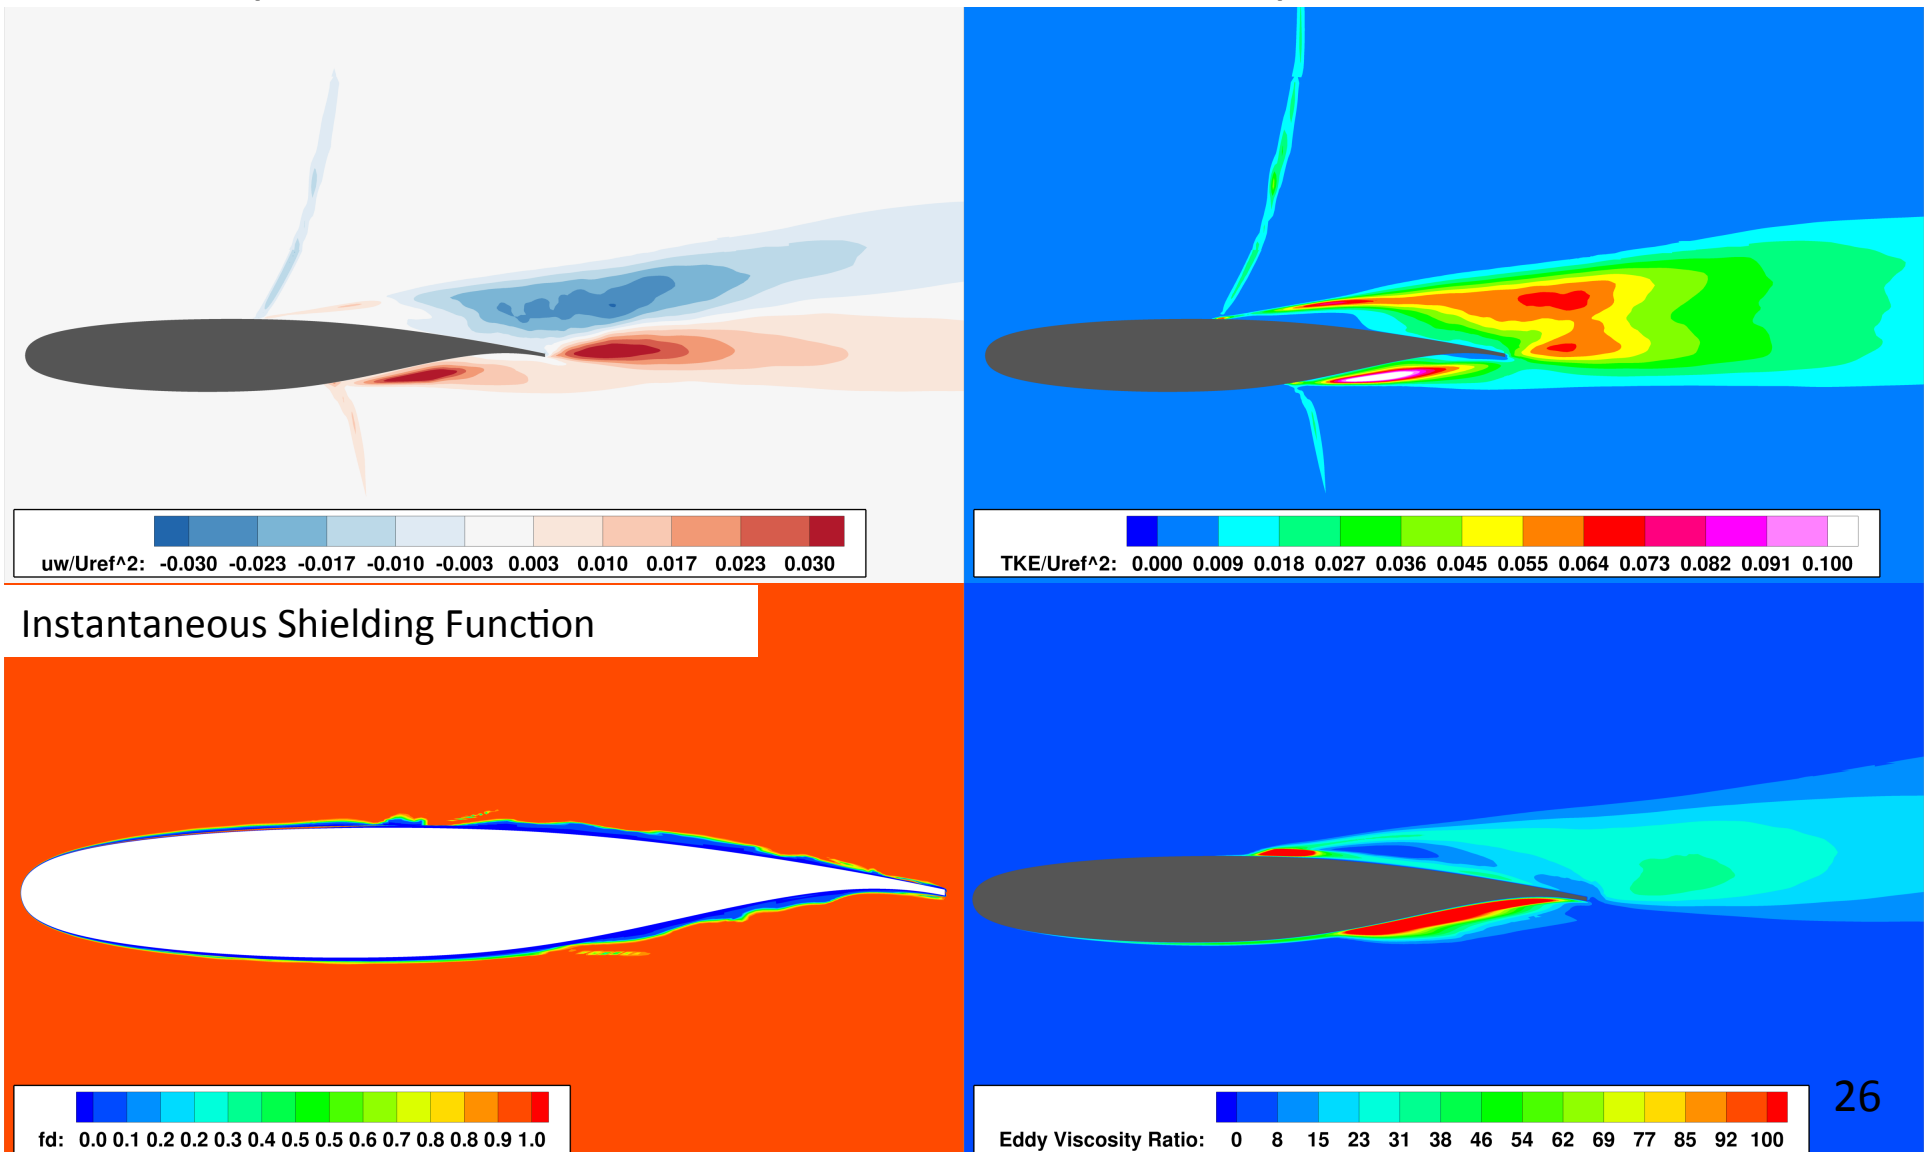 uw/Uref^2: -0.030 -0.023 -0.017 -0.010 -0.003 0.003 0.010 0.017 0.023 0.030
TKE/Uref^2: 0.000 0.009 0.018 0.027 0.036 0.045 0.055 0.064 0.073 0.082 0.091 0.100
Instantaneous Shielding Function
fd: 0.0 0.1 0.2 0.2 0.3 0.4 0.5 0.5 0.6 0.7 0.8 0.8 0.9 1.0
Eddy Viscosity Ratio: 0 8 15 23 31 38 46 54 62 69 77 85 92 100
26